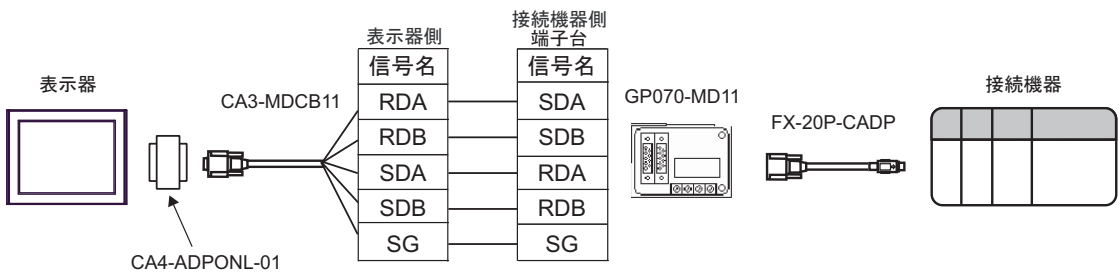 表示器
CA4-ADPONL-01
CA3-MDCB11
表示器側
信号名
RDA
RDB
SDA
SDB
SG
接続機器側
端子台
信号名
SDA
SDB
RDA
RDB
SG
GP070-MD11
FX-20P-CADP
接続機器